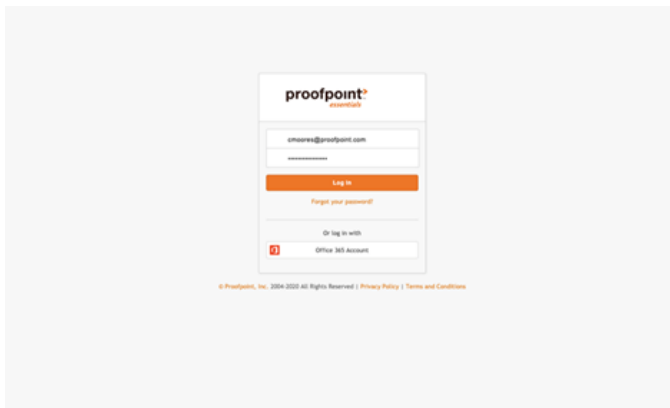 proofpoint
essentials
cmoores@proofpoint.com
Log in
Forgot your password?
Or log in with
Office 365 Account
© Proofpoint, Inc. 2004-2020 All Rights Reserved | Privacy Policy | Terms and Conditions